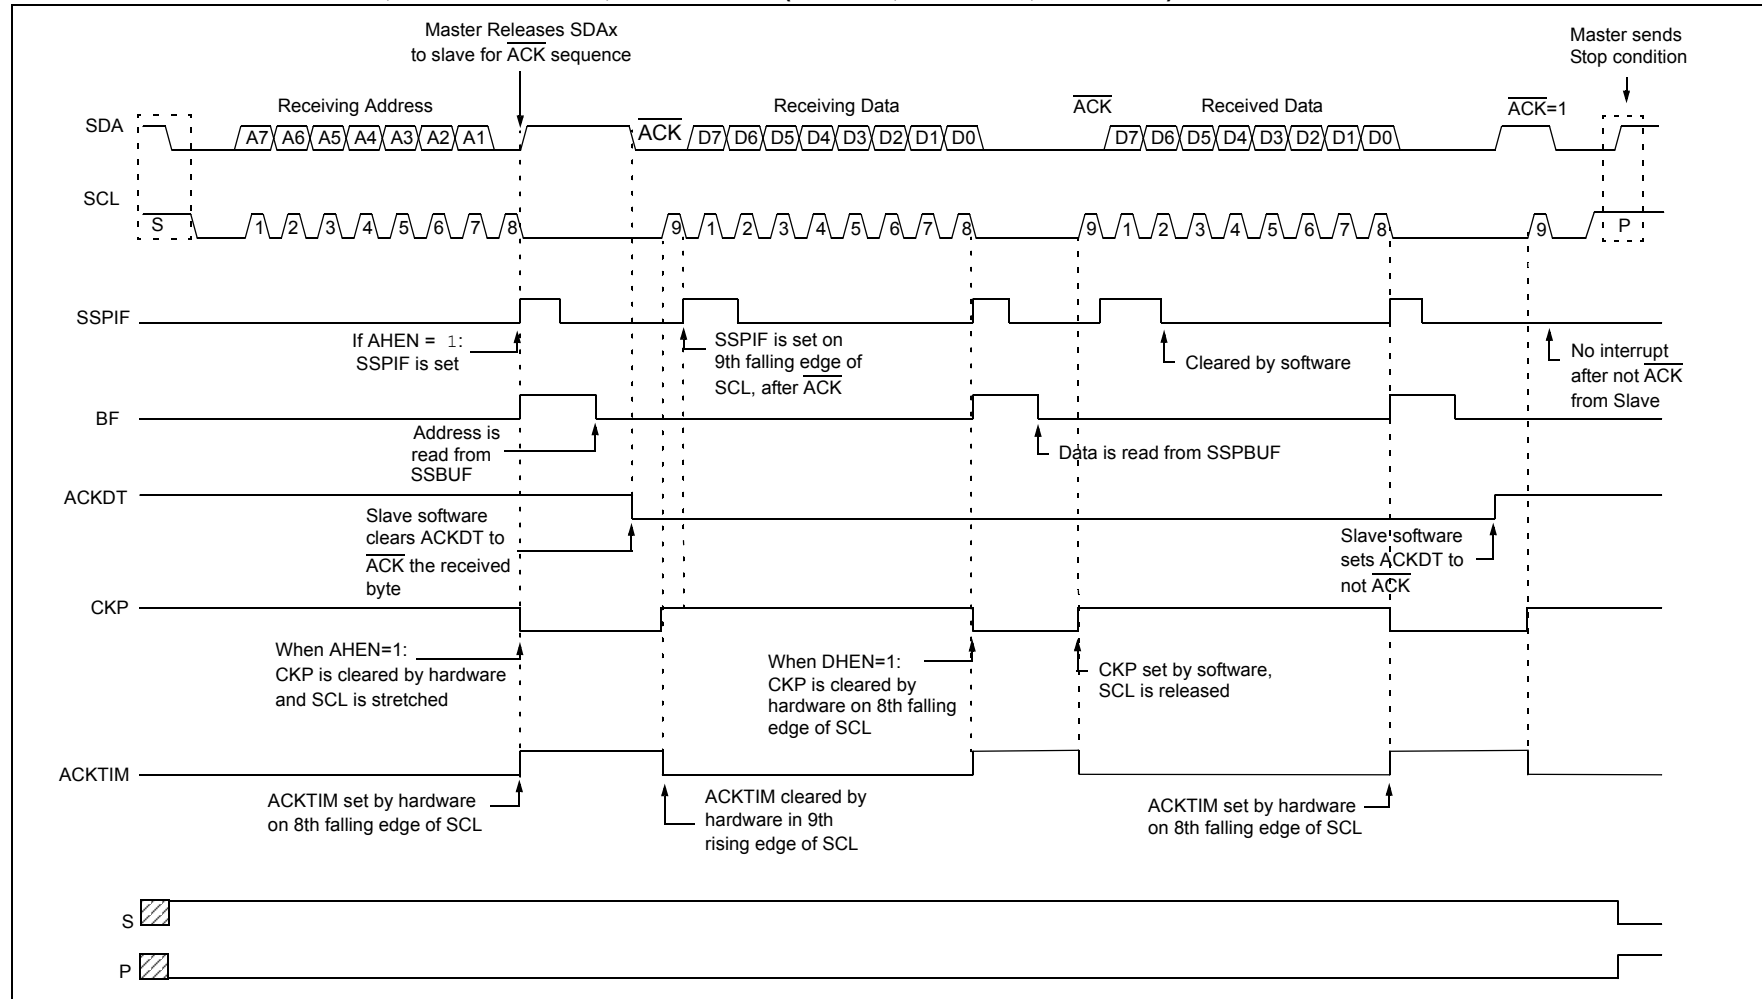 Master Releases SDAx
to slave for ACK sequence
Master sends
Stop condition
Receiving Address
Receiving Data
ACK
Received Data
ACK=1
SDA
A7 A6 A5 A4 A3 A2 A1
ACK
D7 D6 D5 D4 D3 D2 D1 D0
D7 D6 D5 D4 D3 D2 D1 D0
SCL
S
1 2 3 4 5 6 7 8
9 1 2 3 4 5 6 7 8
9 1 2 3 4 5 6 7 8
9
P
SSPIF
If AHEN = 1:
SSPIF is set
SSPIF is set on
9th falling edge of
SCL, after ACK
Cleared by software
No interrupt
after not ACK
from Slave
BF
Address is
read from
SSBUF
Data is read from SSPBUF
ACKDT
Slave software
clears ACKDT to
ACK the received
byte
Slave software
sets ACKDT to
not ACK
CKP
When AHEN=1:
CKP is cleared by hardware
and SCL is stretched
When DHEN=1:
CKP is cleared by
hardware on 8th falling
edge of SCL
CKP set by software,
SCL is released
ACKTIM
ACKTIM set by hardware
on 8th falling edge of SCL
ACKTIM cleared by
hardware in 9th
rising edge of SCL
ACKTIM set by hardware
on 8th falling edge of SCL
S
P